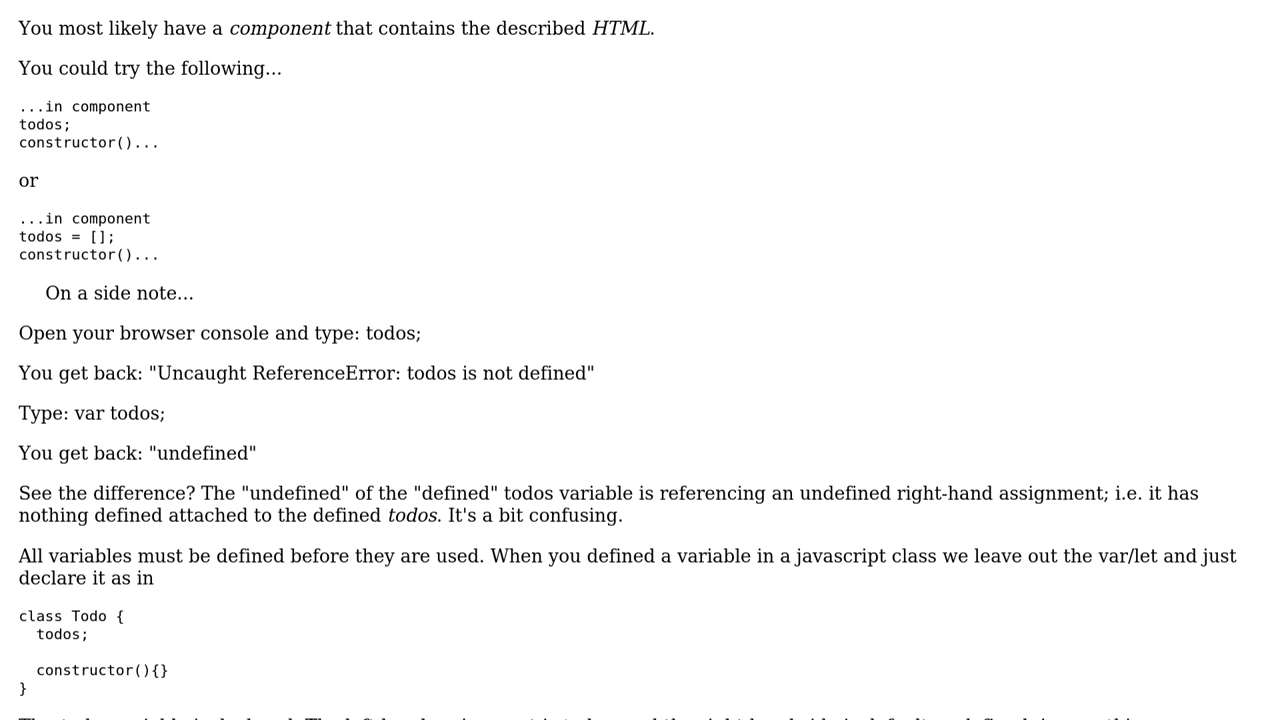 You most likely have a component that contains the described HTML.
You could try the following...
...in component
todos;
constructor()...
or
...in component
todos = [];
constructor()...
On a side note...
Open your browser console and type: todos;
You get back: "Uncaught ReferenceError: todos is not defined"
Type: var todos;
You get back: "undefined"
See the difference? The "undefined" of the "defined" todos variable is referencing an undefined right-hand assignment; i.e. it has
nothing defined attached to the defined todos. It's a bit confusing.
All variables must be defined before they are used. When you defined a variable in a javascript class we leave out the var/let and just
declare it as in
class Todo {
  todos;
  constructor(){}
}